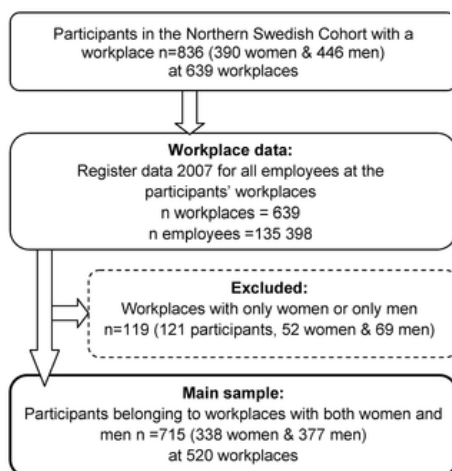 Participants in the Northern Swedish Cohort with a
workplace n=836 (390 women & 446 men)
at 639 workplaces
Workplace data:
Register data 2007 for all employees at the
participants' workplaces
n workplaces = 639
n employees =135 398
Excluded:
Workplaces with only women or only men
n=119 (121 participants, 52 women & 69 men)
Main sample:
Participants belonging to workplaces with both women and
men n =715 (338 women & 377 men)
at 520 workplaces